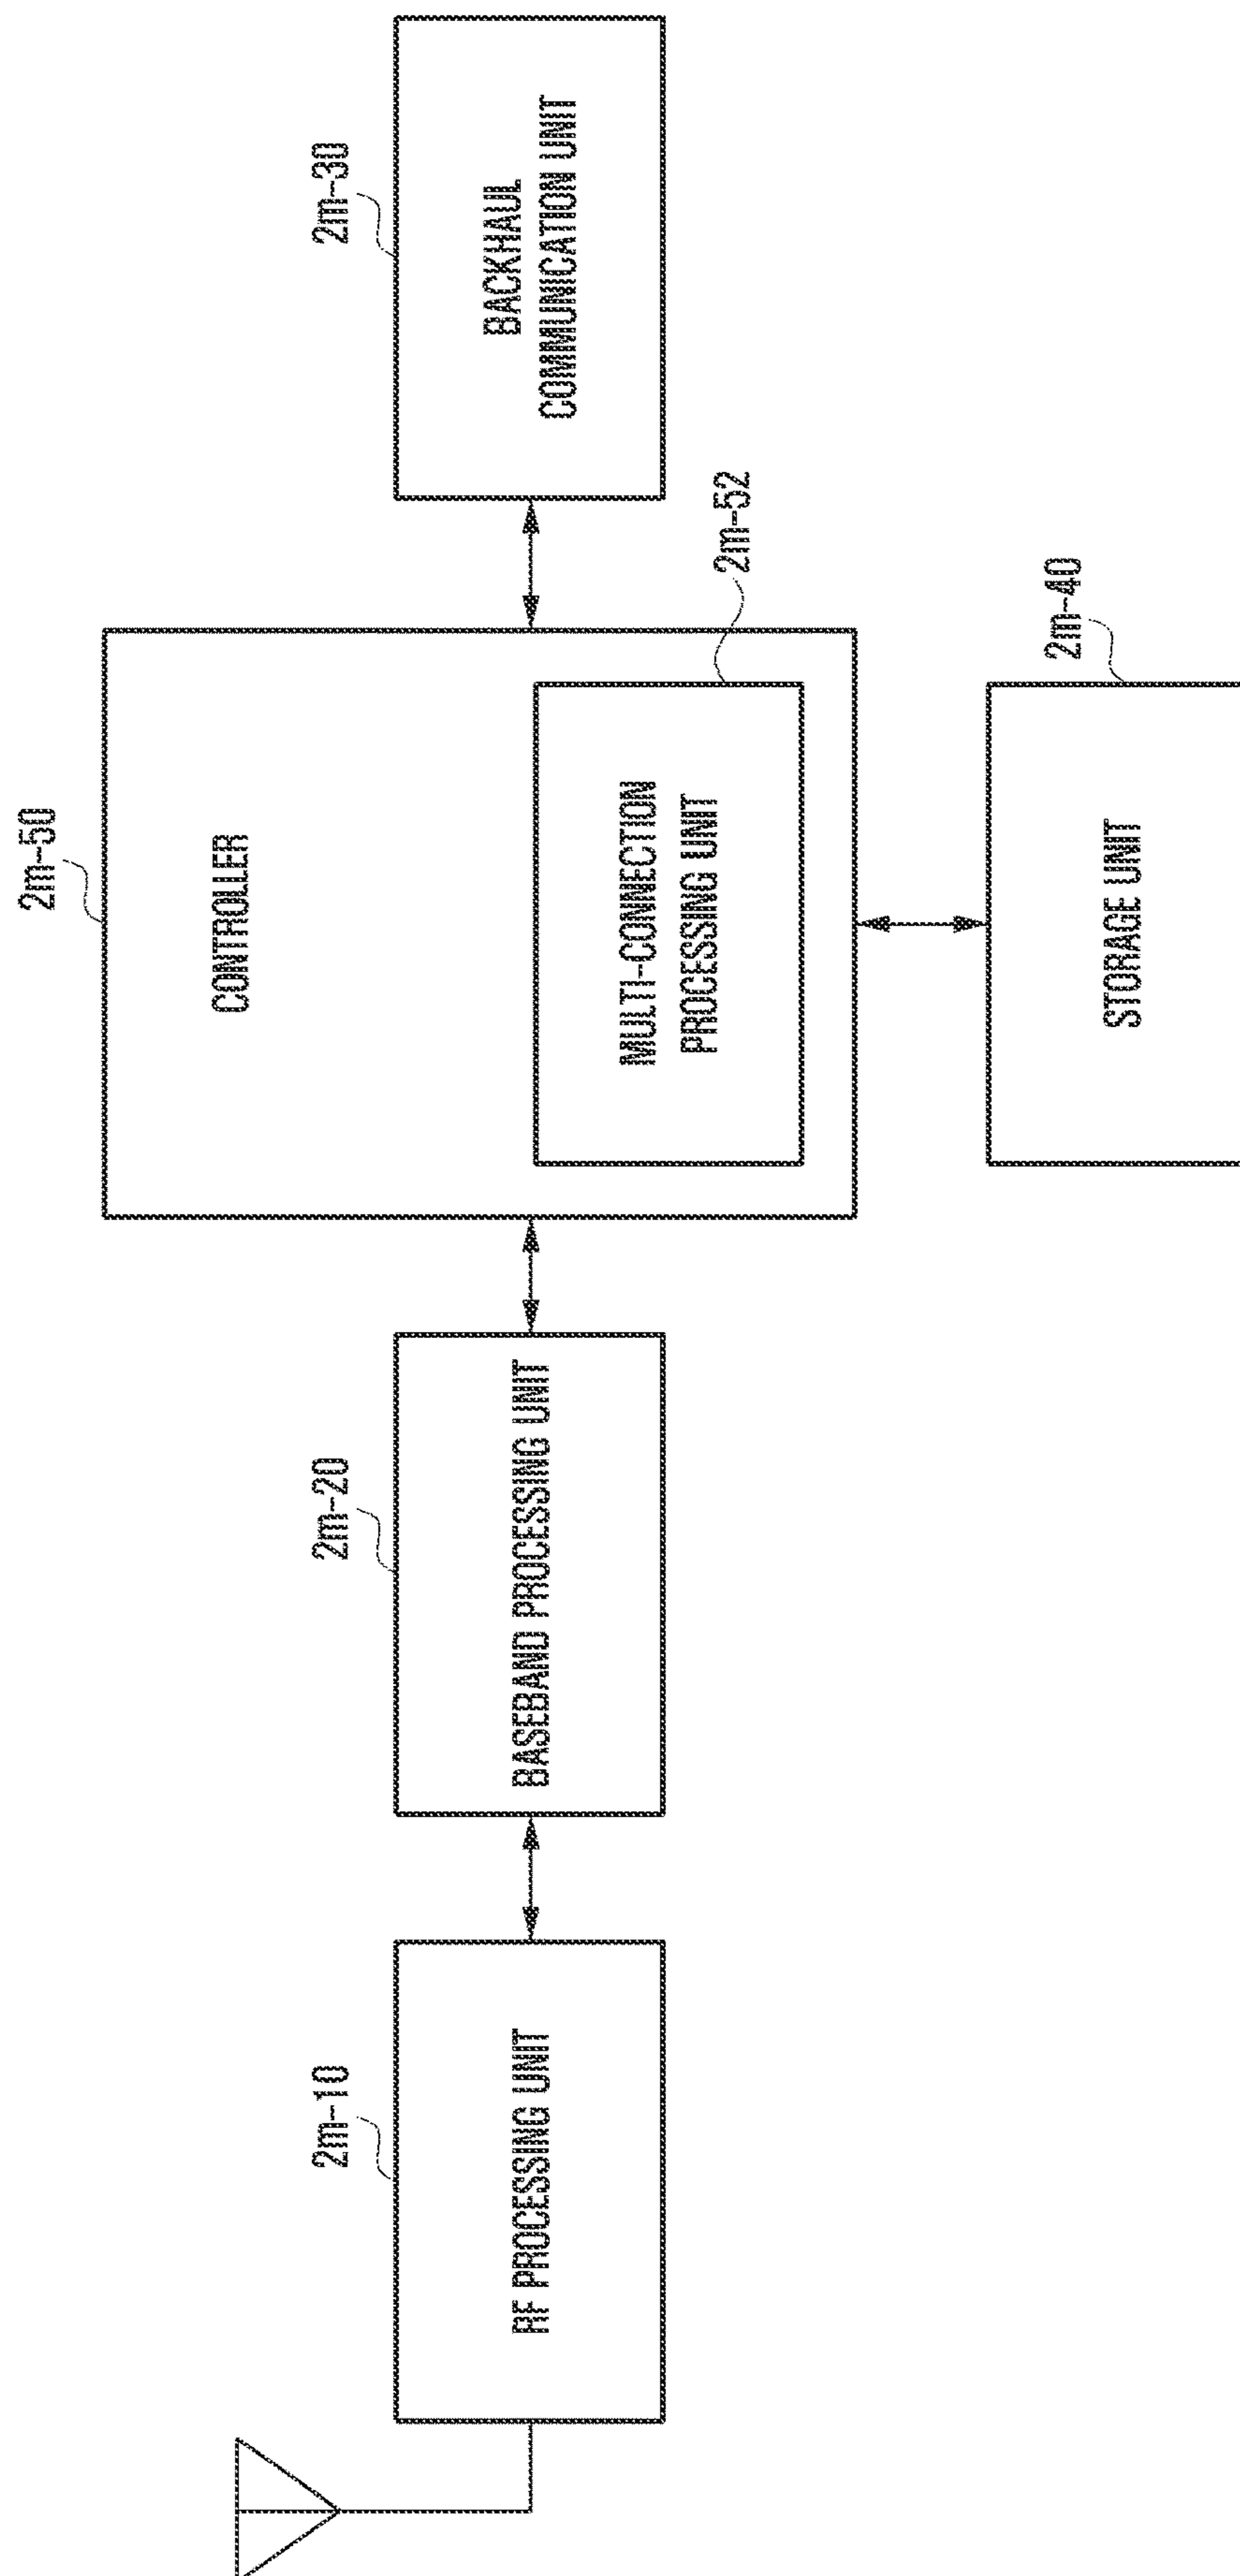 2m-50
CONTROLLER
2m-10
2m-20
2m-30
RF PROCESSING UNIT
BASEBAND PROCESSING UNIT
BACKHAUL
COMMUNICATION UNIT
MULTI-CONNECTION
PROCESSING UNIT
2m-52
2m-40
STORAGE UNIT